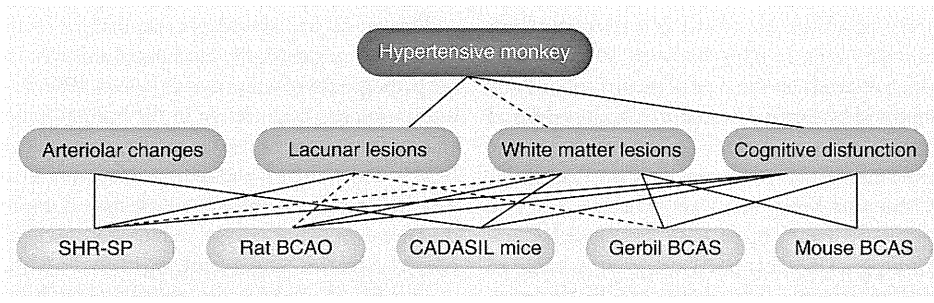 Hypertensive monkey
Arteriolar changes
Lacunar lesions
White matter lesions
Cognitive disfunction
SHR-SP
Rat BCAO
CADASIL mice
Gerbil BCAS
Mouse BCAS